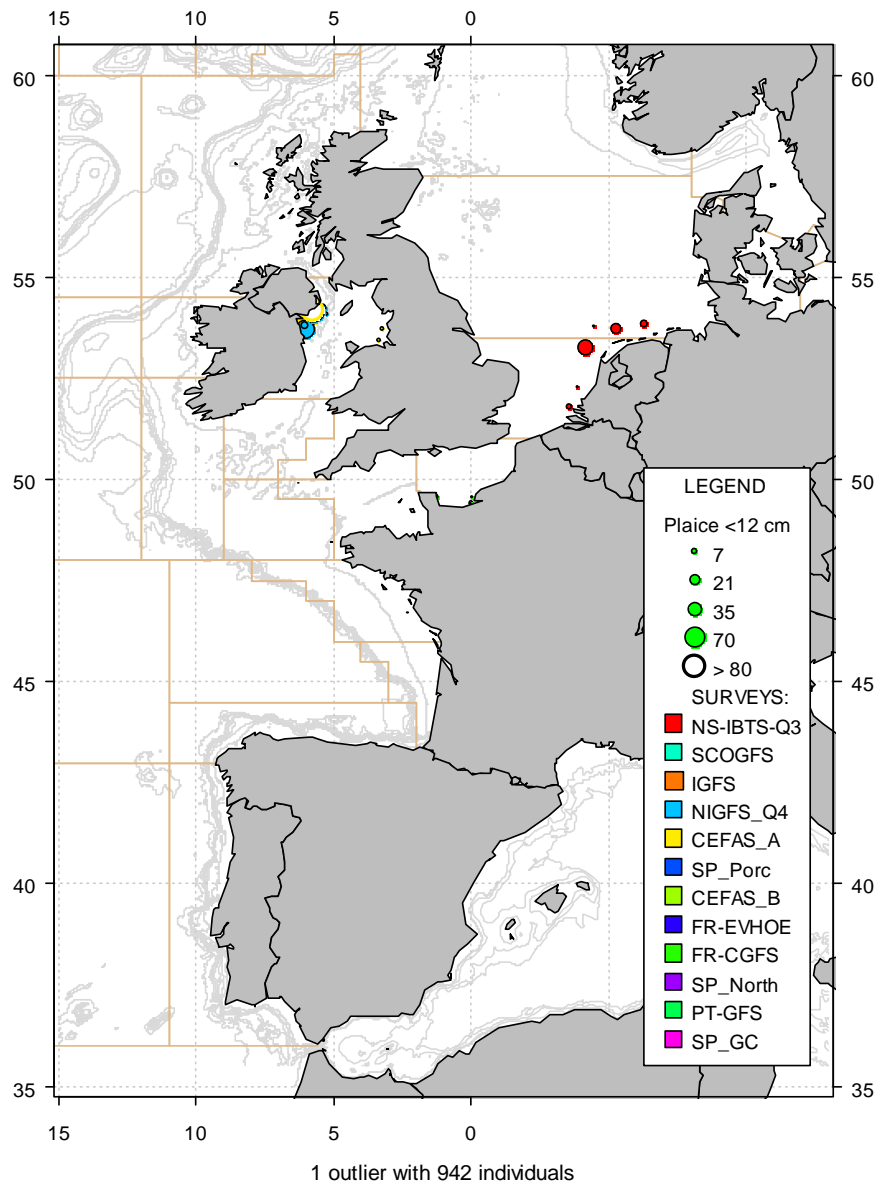 15 10 5 0
60 60
55 55
50 50
LEGEND
Plaice <12 cm
7
21
35
70
> 80
45 45
SURVEYS:
NS-IBTS-Q3
SCOGFS
IGFS
NIGFS_Q4
CEFAS_A
SP_Porc
40 40
CEFAS_B
FR-EVHOE
FR-CGFS
SP_North
PT-GFS
SP_GC
35 35
15 10 5 0
1 outlier with 942 individuals